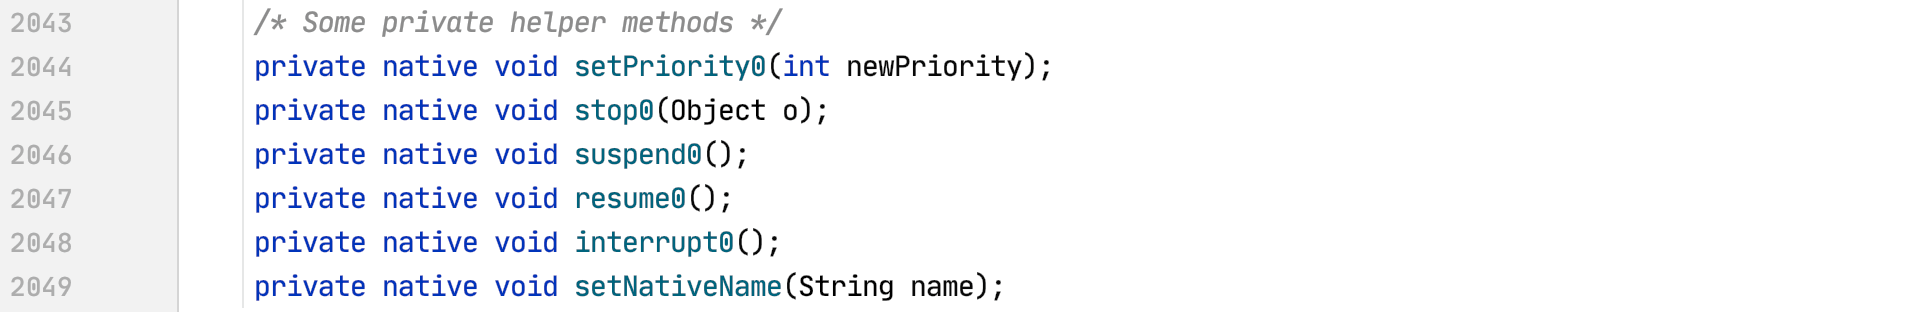 2043 /* Some private helper methods */
2044 private native void setPriority0(int newPriority);
2045 private native void stop0(Object o);
2046 private native void suspend0();
2047 private native void resume0();
2048 private native void interrupt0();
2049 private native void setNativeName(String name);